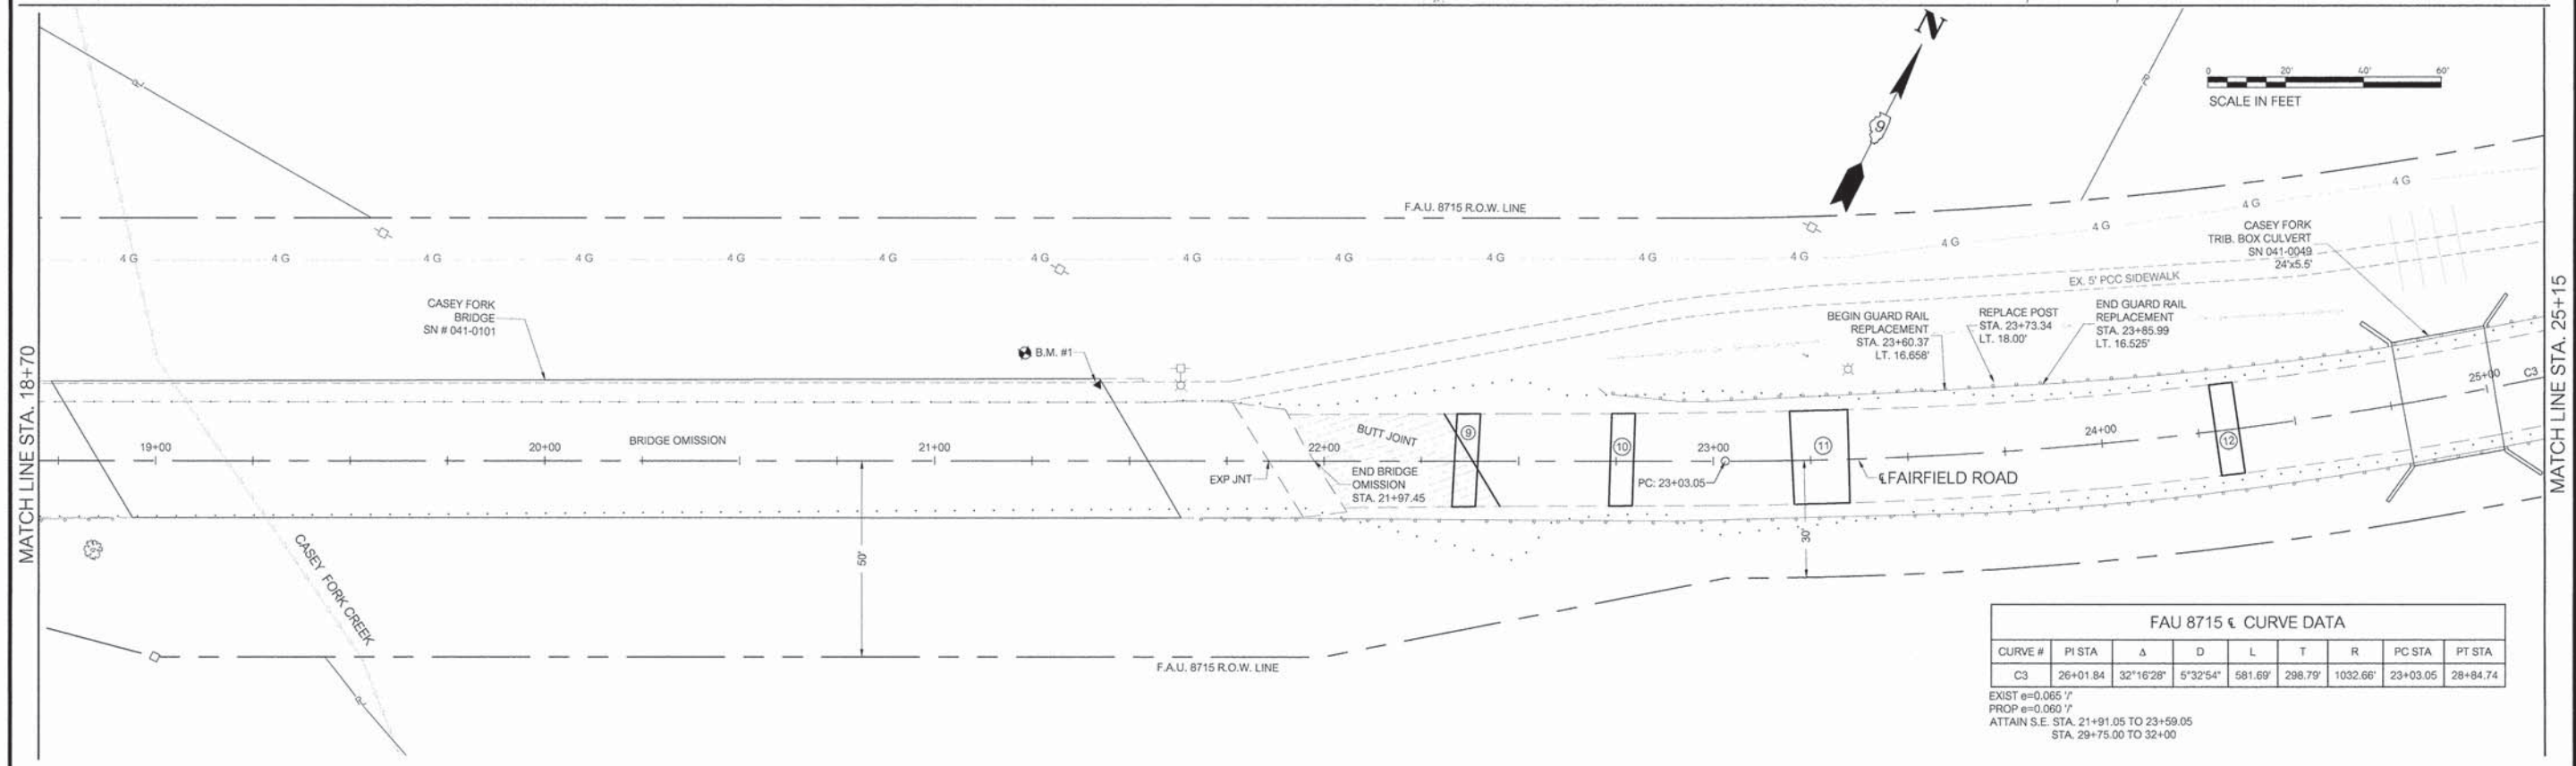 MATCH LINE STA. 18+70
N
9
0 20' 40' 60'
SCALE IN FEET
F.A.U. 8715 R.O.W. LINE
4 G 4 G 4 G 4 G 4 G 4 G 4 G 4 G 4 G 4 G 4 G 4 G 4 G 4 G 4 G 4 G
CASEY FORK
TRIB. BOX CULVERT
SN 041-0049
24'x5.5'
EX. 5' PCC SIDEWALK
CASEY FORK
BRIDGE
SN # 041-0101
B.M. #1
BEGIN GUARD RAIL
REPLACEMENT
STA. 23+60.37
LT. 16.658'
REPLACE POST
STA. 23+73.34
LT. 18.00'
END GUARD RAIL
REPLACEMENT
STA. 23+85.99
LT. 16.525'
25+00
C3
19+00
20+00
BRIDGE OMISSION
21+00
22+00
BUTT JOINT
9
10
23+00
11
24+00
12
EXP JNT
END BRIDGE
OMISSION
STA. 21+97.45
PC: 23+03.05
℄ FAIRFIELD ROAD
50'
30'
CASEY FORK CREEK
F.A.U. 8715 R.O.W. LINE
MATCH LINE STA. 25+15
FAU 8715 ℄ CURVE DATA
CURVE # PI STA Δ D L T R PC STA PT STA
C3 26+01.84 32°16'28" 5°32'54" 581.69' 298.79' 1032.66' 23+03.05 28+84.74
EXIST e=0.065 '/'
PROP e=0.060 '/'
ATTAIN S.E. STA. 21+91.05 TO 23+59.05
STA. 29+75.00 TO 32+00